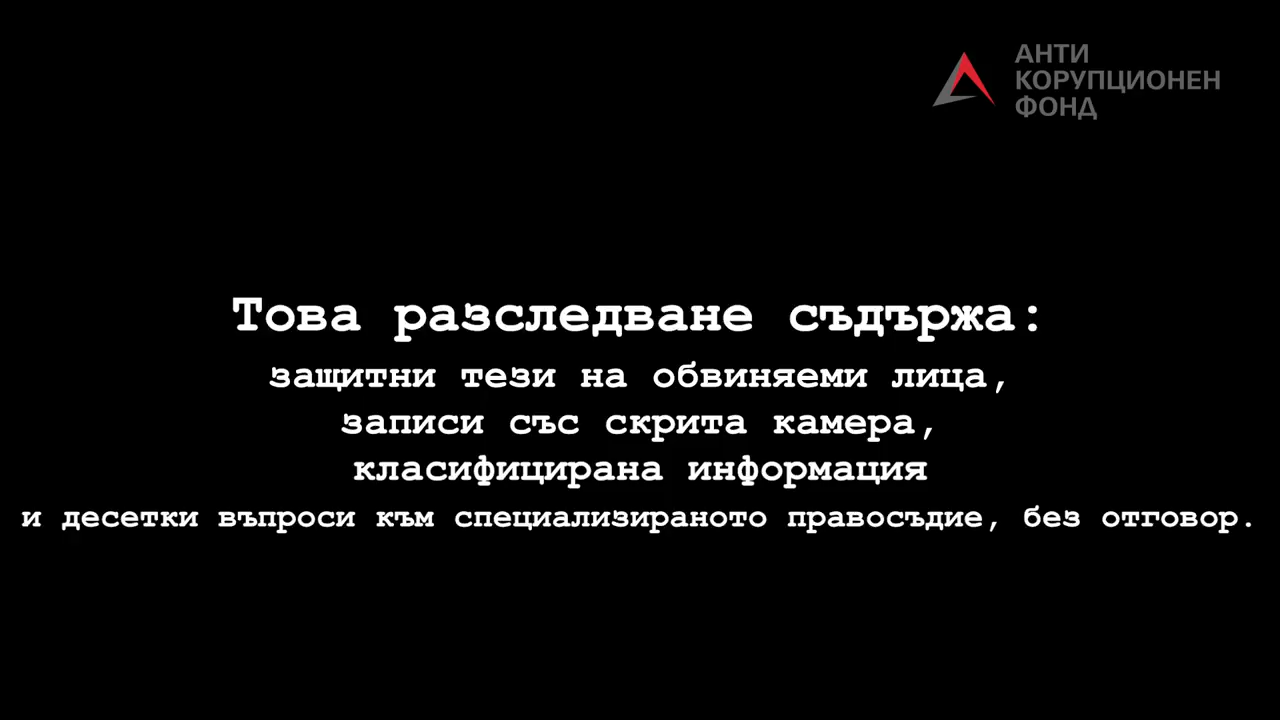 АНТИ
КОРУПЦИОНЕН
ФОНД
Това разследване съдържа:
защитни тези на обвиняеми лица,
записи със скрита камера,
класифицирана информация
и десетки въпроси към специализираното правосъдие, без отговор.